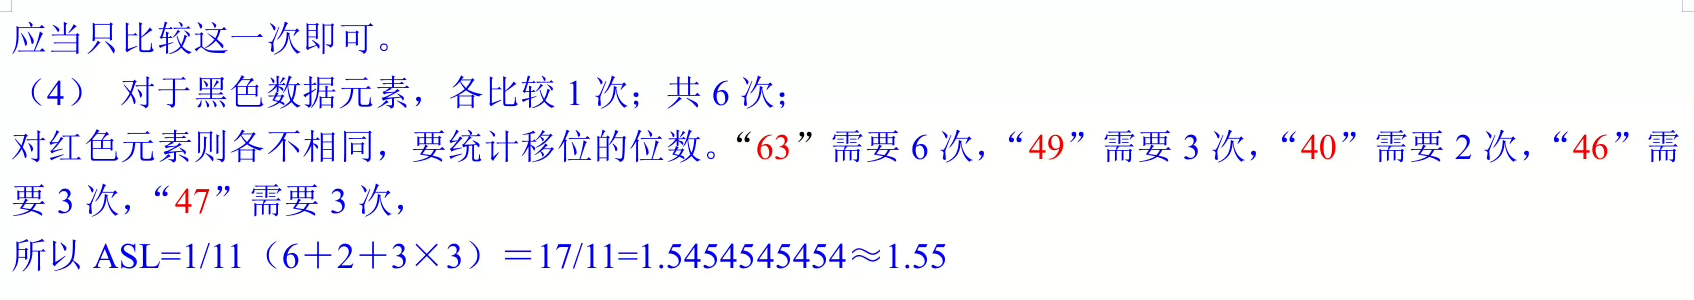 应当只比较这一次即可。
（4） 对于黑色数据元素，各比较 1 次；共 6 次；
对红色元素则各不相同，要统计移位的位数。“63”需要 6 次，“49”需要 3 次，“40”需要 2 次，“46”需
要 3 次，“47”需要 3 次，
所以 ASL=1/11（6＋2＋3×3）＝17/11=1.5454545454≈1.55